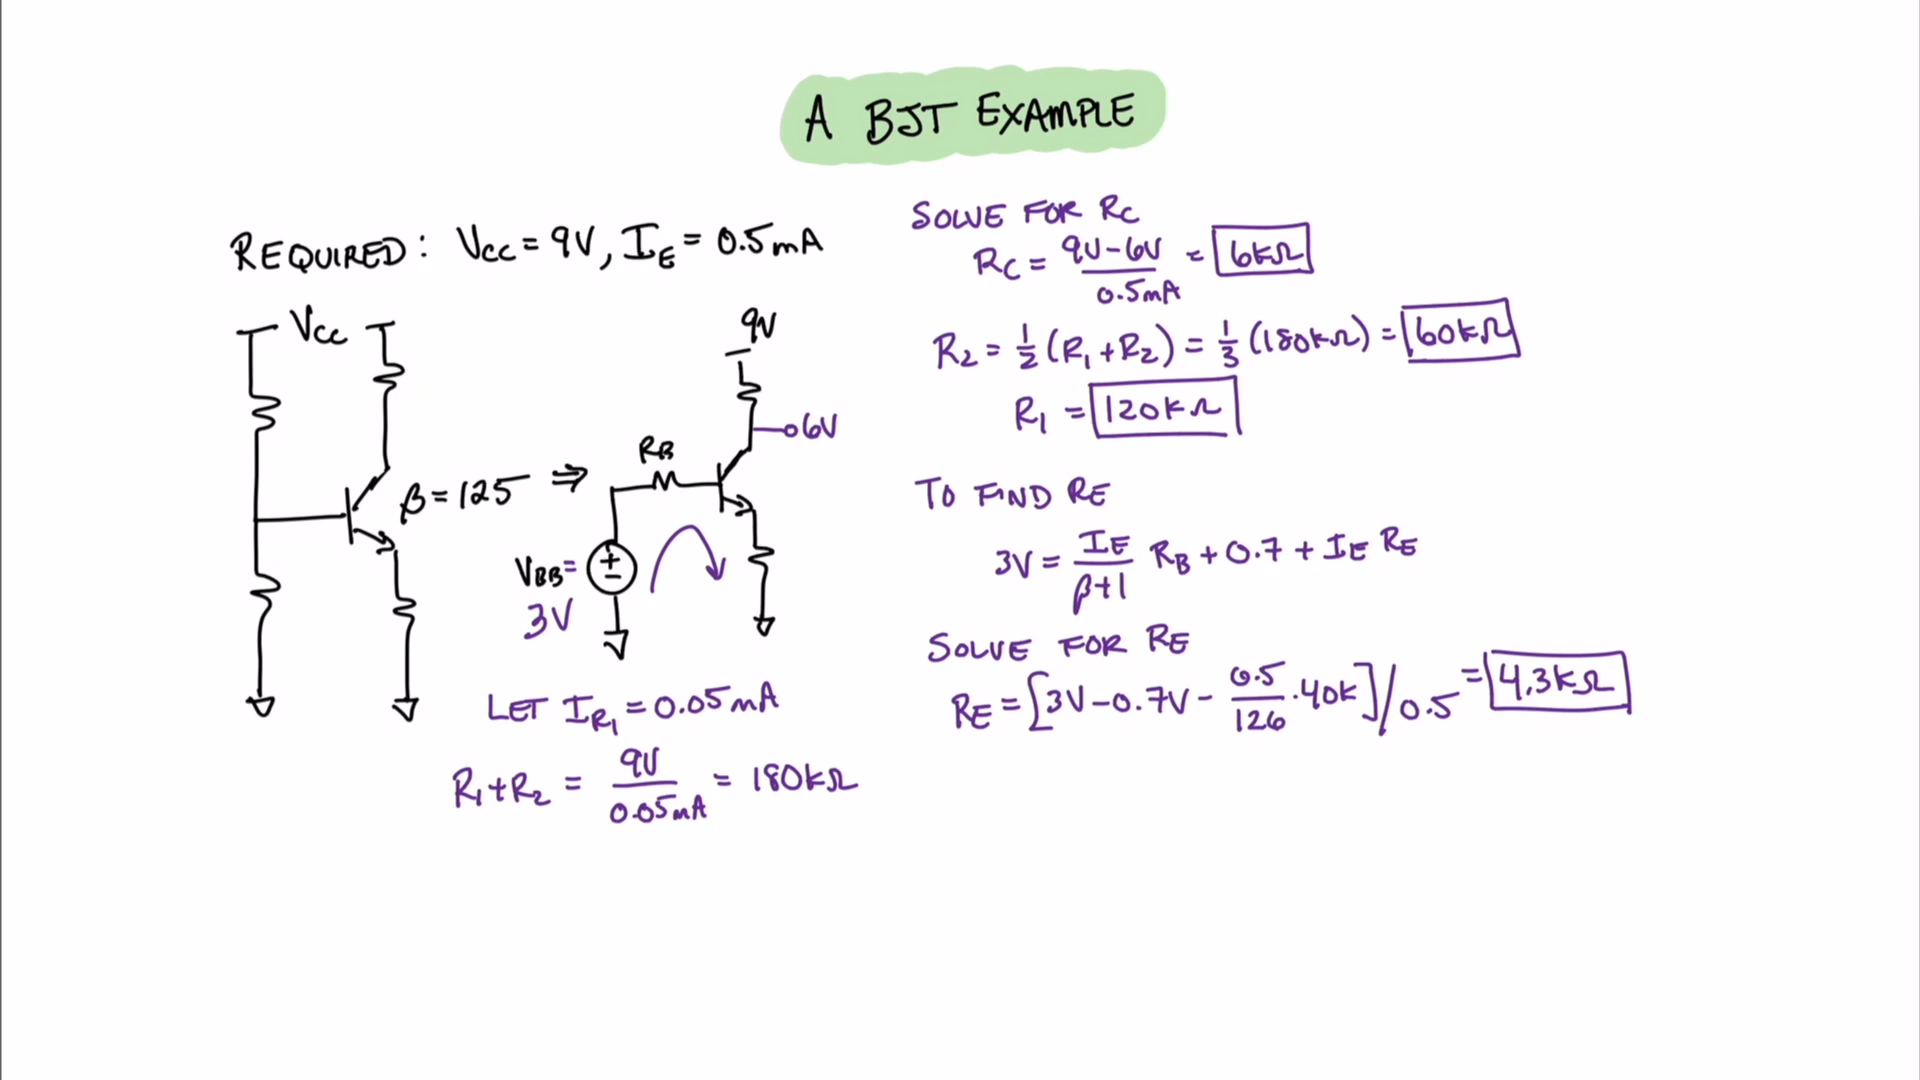 A BJT EXAMPLE
REQUIRED: VCC = 9V, IE = 0.5mA
VCC
β = 125 ⇒
9V
6V
RB
VBB =
3V
+
−
LET IR1 = 0.05mA
R1+R2 = 9V/0.05mA = 180kΩ
SOLVE FOR RC
RC = 9V-6V/0.5mA = 6kΩ
R2 = 1/2 (R1+R2) = 1/3 (180kΩ) = 60kΩ
R1 = 120kΩ
TO FIND RE
3V = IE/β+1 RB + 0.7 + IE RE
SOLVE FOR RE
RE = [3V-0.7V- 0.5/126 ·40k]/0.5 = 4.3kΩ